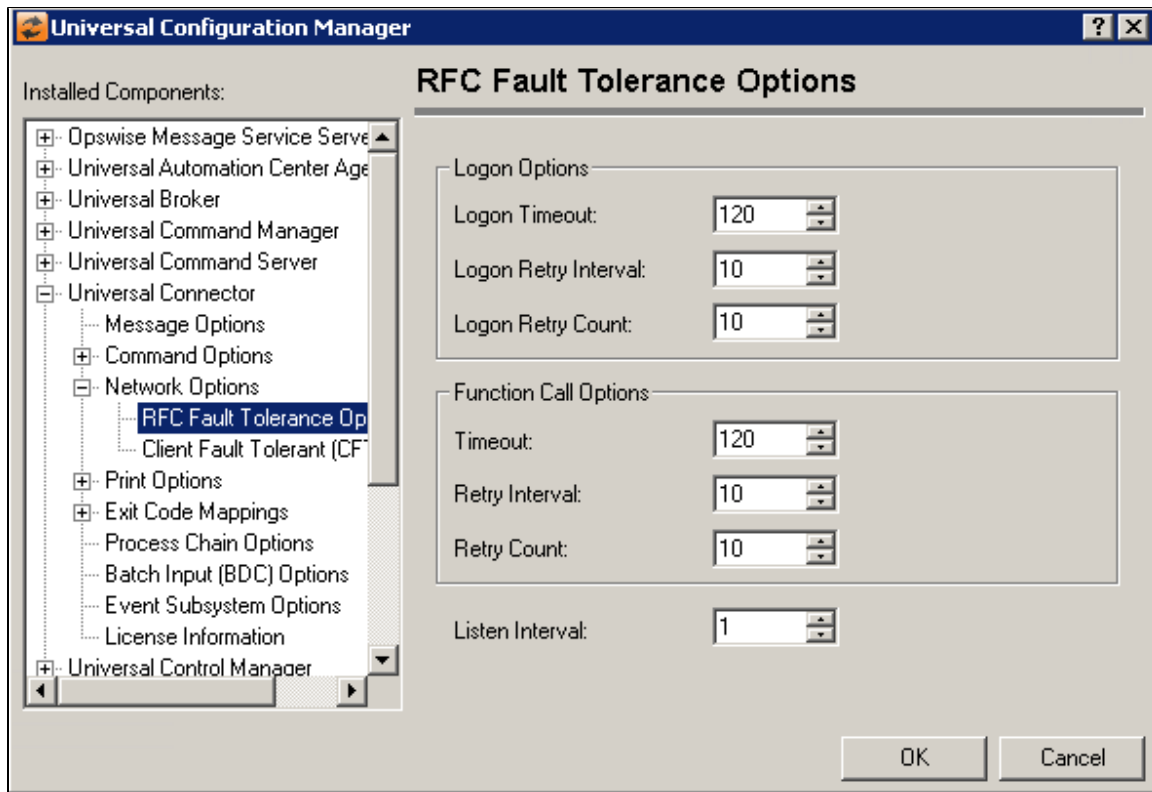 Universal Configuration Manager
Installed Components:
Opswise Message Service Serve
Universal Automation Center Age
Universal Broker
Universal Command Manager
Universal Command Server
Universal Connector
Message Options
Command Options
Network Options
RFC Fault Tolerance Op
Client Fault Tolerant (CFT
Print Options
Exit Code Mappings
Process Chain Options
Batch Input (BDC) Options
Event Subsystem Options
License Information
Universal Control Manager
RFC Fault Tolerance Options
Logon Options
Logon Timeout: 120
Logon Retry Interval: 10
Logon Retry Count: 10
Function Call Options
Timeout: 120
Retry Interval: 10
Retry Count: 10
Listen Interval: 1
OK Cancel